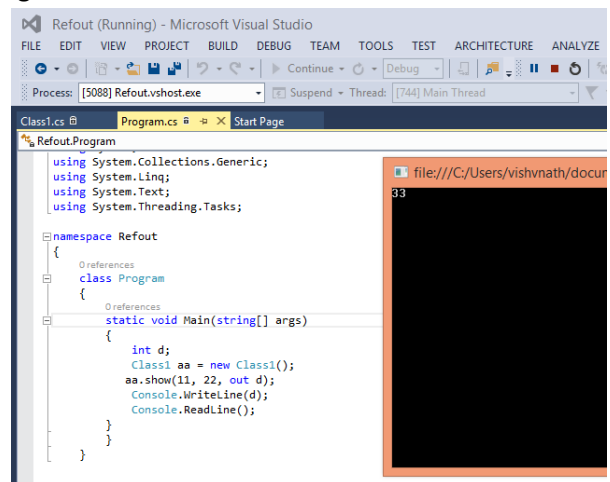 Refout (Running) - Microsoft Visual Studio
FILE EDIT VIEW PROJECT BUILD DEBUG TEAM TOOLS TEST ARCHITECTURE ANALYZE
Continue Debug
Process: [5088] Refout.vshost.exe Suspend Thread: [744] Main Thread
Class1.cs Program.cs Start Page
Refout.Program
using System.Collections.Generic;
using System.Linq;
using System.Text;
using System.Threading.Tasks;
namespace Refout
{
0 references
class Program
{
0 references
static void Main(string[] args)
{
int d;
Class1 aa = new Class1();
aa.show(11, 22, out d);
Console.WriteLine(d);
Console.ReadLine();
}
}
}
file:///C:/Users/vishvnath/docum
33